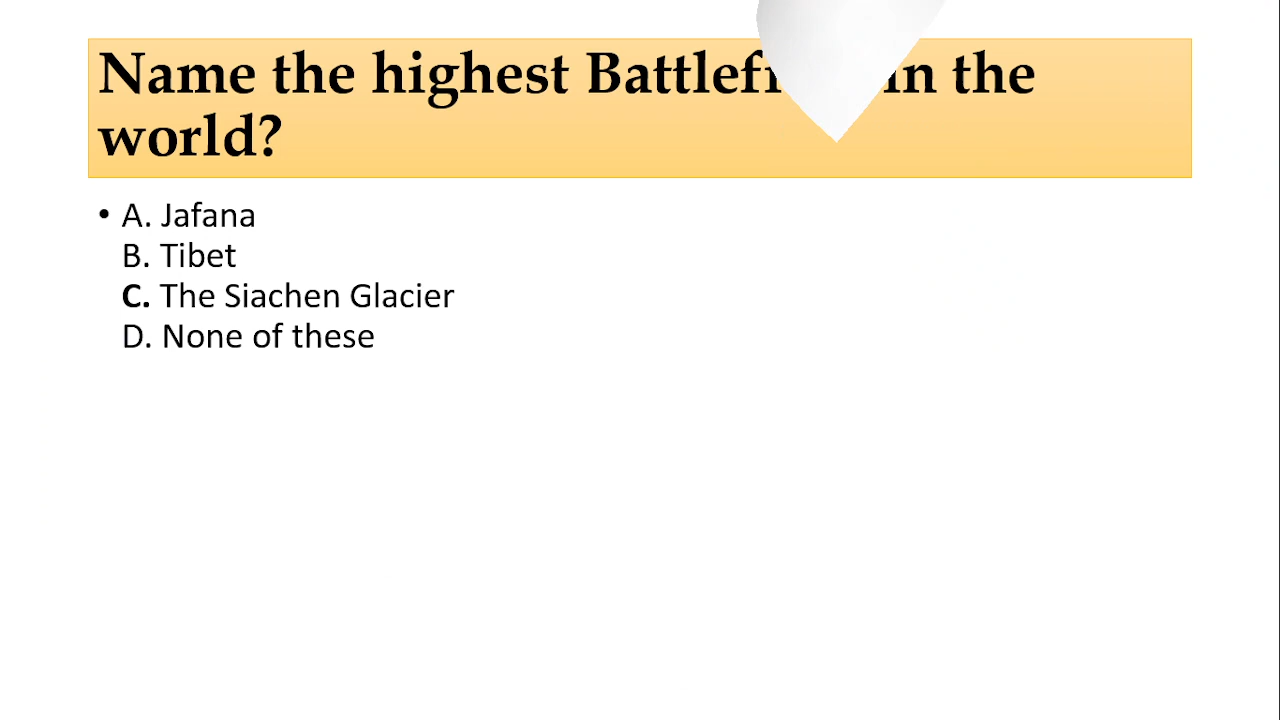 Name the highest in the
world?
• A. Jafana
B. Tibet
C. The Siachen Glacier
D. None of these